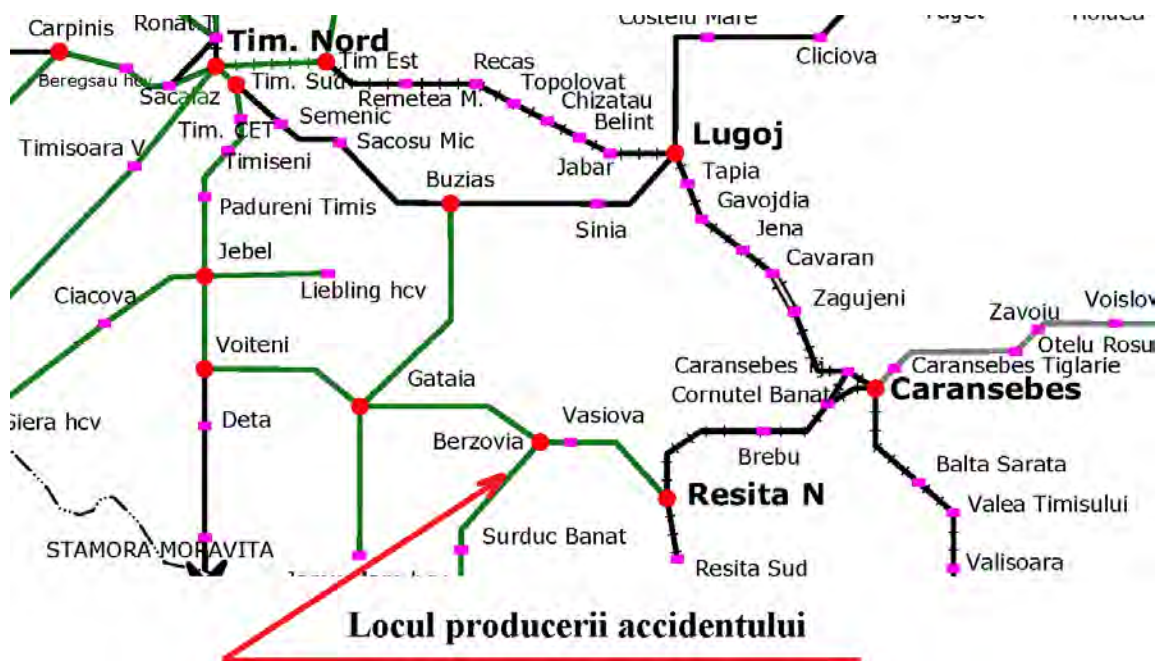 Costeiu Mare
Ronat T
Carpinis
Tim. Nord
Cliciova
Tim Est
Recas
Beregsau hcv
Tim. Sud
Topolovat
Sacalaz
Remetea M.
Chizatau
Semenic
Belint
Lugoj
Tim. CET
Sacosu Mic
Timisoara V
Timiseni
Jabar
Tapia
Buzias
Gavojdia
Padureni Timis
Sinia
Jena
Jebel
Cavaran
Liebling hcv
Ciacova
Zagujeni
Zavoiu
Voislov
Voiteni
Otelu Rosu
Gataia
Caransebes Tj
Caransebes Tiglarie
Cornutel Banat
Caransebes
Giera hcv
Deta
Vasiova
Berzovia
Brebu
Balta Sarata
Resita N
Valea Timisului
Surduc Banat
STAMORA MORAVITA
Resita Sud
Valisoara
Locul producerii accidentului